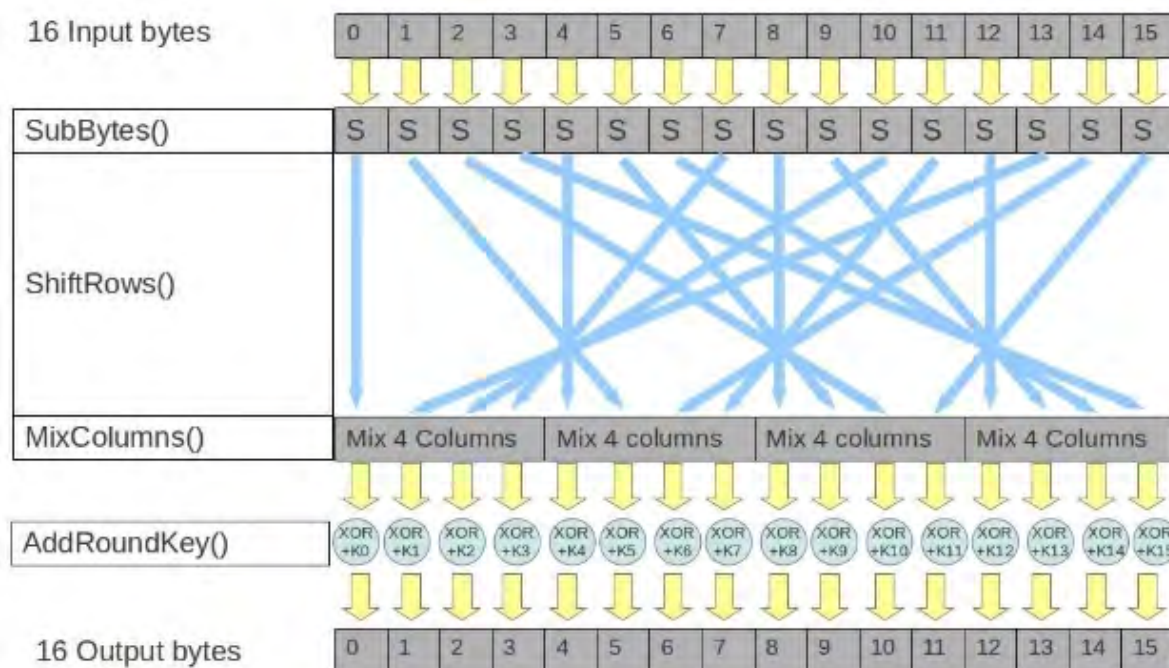 16 Input bytes 0 1 2 3 4 5 6 7 8 9 10 11 12 13 14 15
SubBytes() S S S S S S S S S S S S S S S S
ShiftRows()
MixColumns() Mix 4 Columns Mix 4 columns Mix 4 columns Mix 4 Columns
AddRoundKey() XOR +K0 XOR +K1 XOR +K2 XOR +K3 XOR +K4 XOR +K5 XOR +K6 XOR +K7 XOR +K8 XOR +K9 XOR +K10 XOR +K11 XOR +K12 XOR +K13 XOR +K14 XOR +K15
16 Output bytes 0 1 2 3 4 5 6 7 8 9 10 11 12 13 14 15